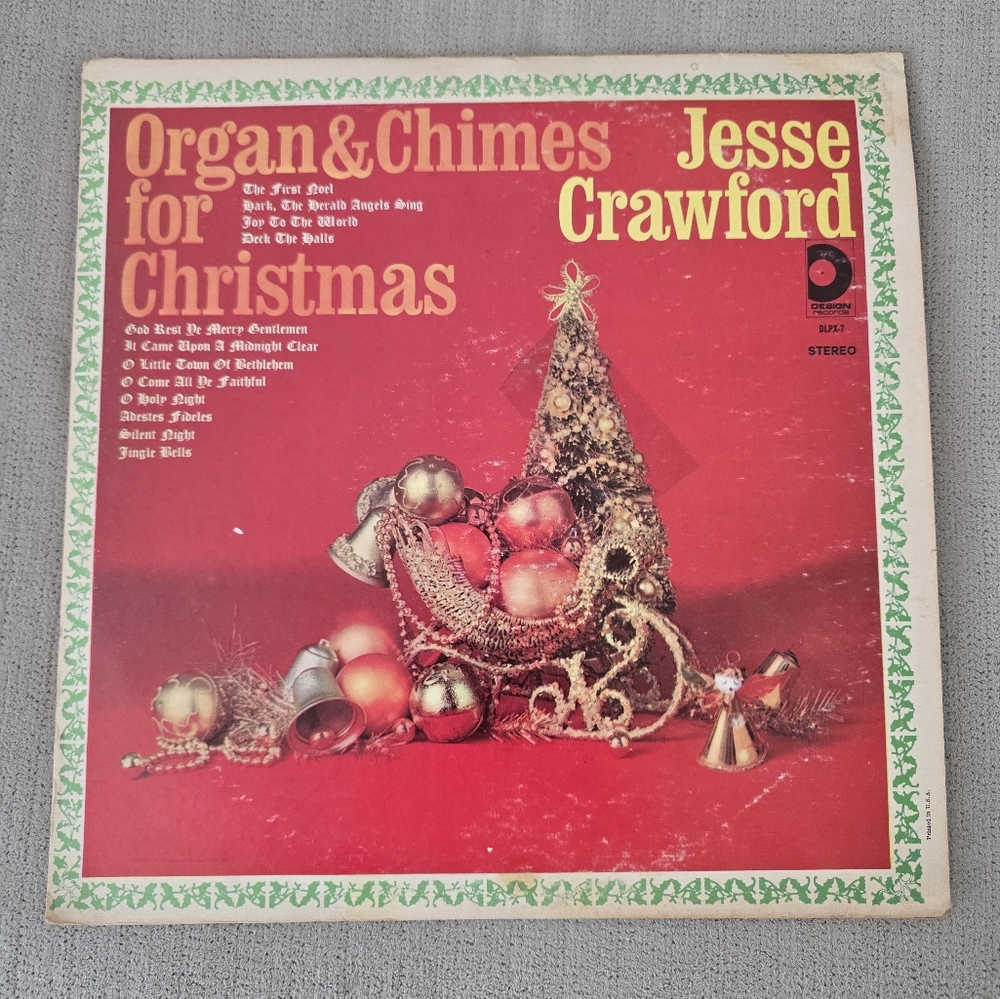 Organ & Chimes
for
Christmas
Jesse
Crawford
The First Noel
Hark, The Herald Angels Sing
Joy To The World
Deck The Halls
God Rest Ye Merry Gentlemen
It Came Upon A Midnight Clear
O Little Town Of Bethlehem
O Come All Ye Faithful
O Holy Night
Adestes Fideles
Silent Night
Jingle Bells
DESIGN
records
DLPX-7
STEREO
Printed in U.S.A.